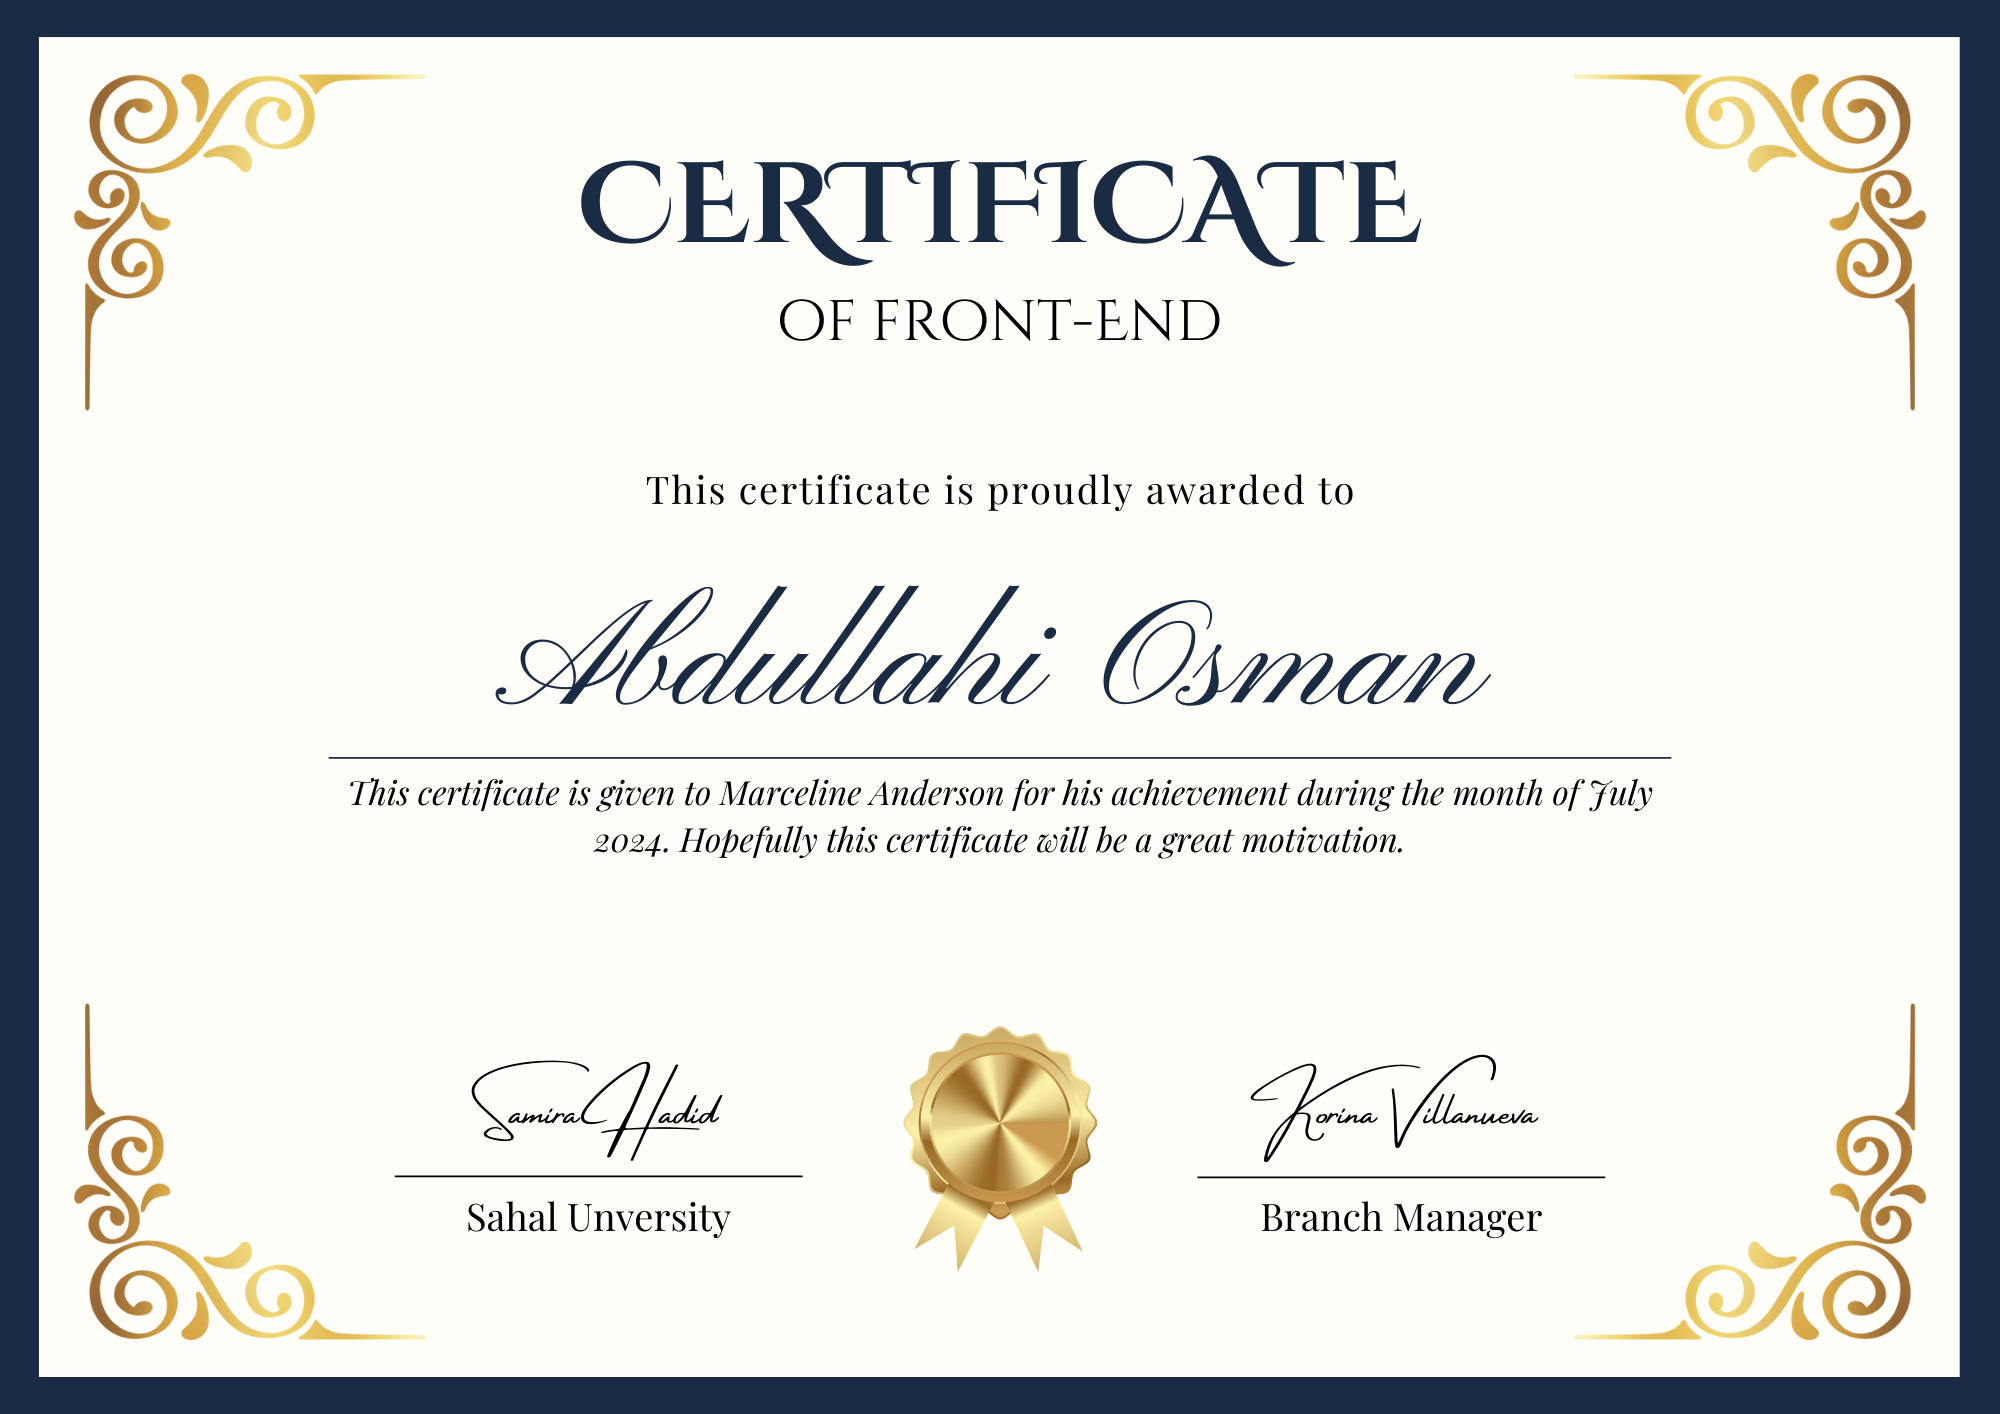 CERTIFICATE
OF FRONT-END
This certificate is proudly awarded to
Abdullahi Osman
This certificate is given to Marceline Anderson for his achievement during the month of July
2024. Hopefully this certificate will be a great motivation.
Samira Hadid
Korina Villanueva
Sahal Unversity
Branch Manager